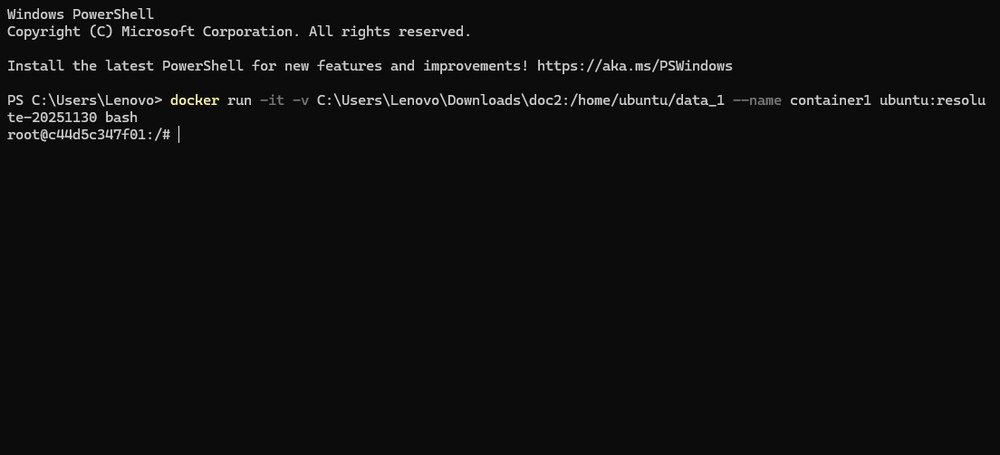 Windows PowerShell
Copyright (C) Microsoft Corporation. All rights reserved.
Install the latest PowerShell for new features and improvements! https://aka.ms/PSWindows
PS C:\Users\Lenovo> docker run -it -v C:\Users\Lenovo\Downloads\doc2:/home/ubuntu/data_1 --name container1 ubuntu:resolu
te-20251130 bash
root@c44d5c347f01:/#